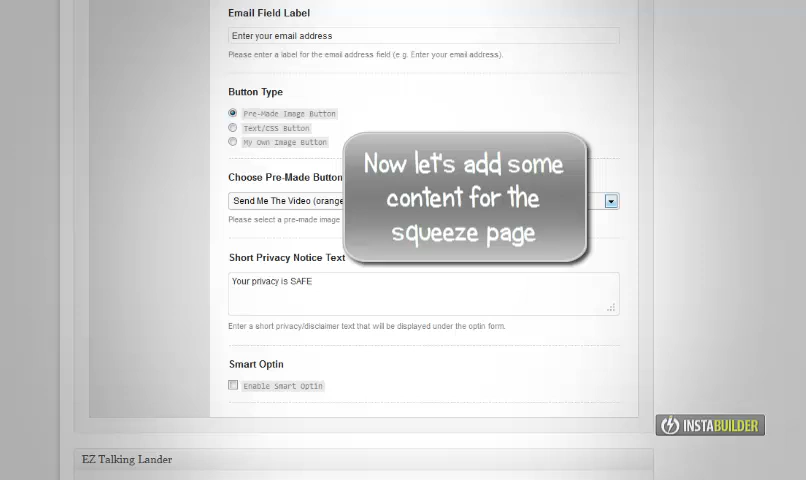 Email Field Label
Enter your email address
Please enter a label for the email address field (e.g. Enter your email address).
Button Type
Pre-Made Image Button
Text/CSS Button
My Own Image Button
Now let's add some
content for the
squeeze page
Choose Pre-Made Button
Send Me The Video (orange
Please select a pre-made image
Short Privacy Notice Text
Your privacy is SAFE
Enter a short privacy/disclaimer text that will be displayed under the optin form.
Smart Optin
Enable Smart Optin
INSTABUILDER
EZ Talking Lander